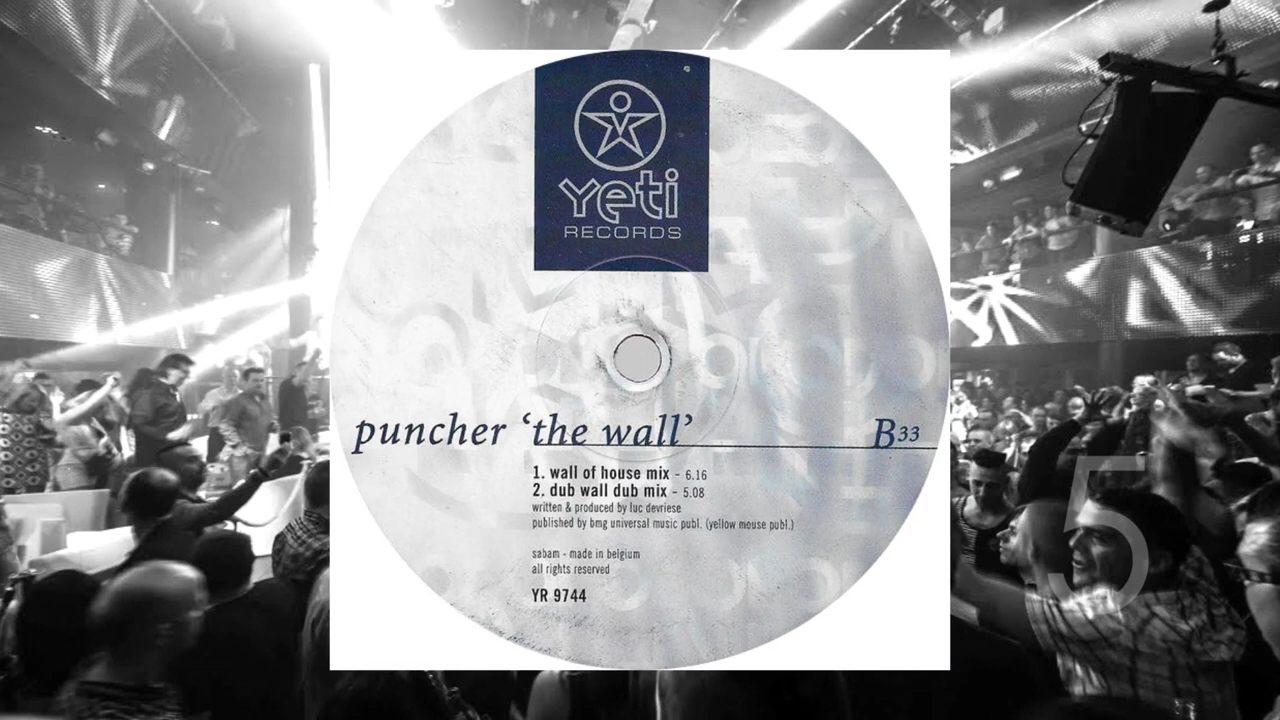 yeti
RECORDS
puncher ‘the wall’
B33
1. wall of house mix - 6.16
2. dub wall dub mix - 5.08
written & produced by luc devriese
published by bmg universal music publ. (yellow mouse publ.)
sabam - made in belgium
all rights reserved
YR 9744
5